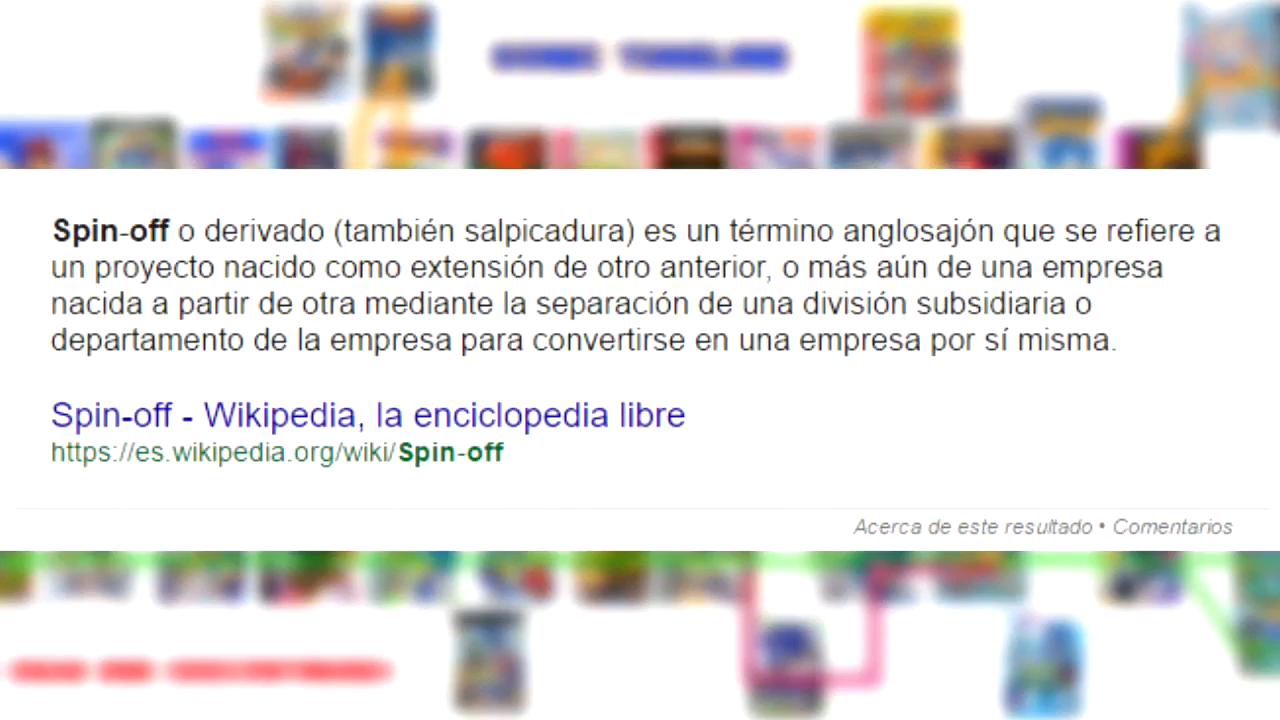 Spin-off o derivado (también salpicadura) es un término anglosajón que se refiere a
un proyecto nacido como extensión de otro anterior, o más aún de una empresa
nacida a partir de otra mediante la separación de una división subsidiaria o
departamento de la empresa para convertirse en una empresa por sí misma.
Spin-off - Wikipedia, la enciclopedia libre
https://es.wikipedia.org/wiki/Spin-off
Acerca de este resultado • Comentarios